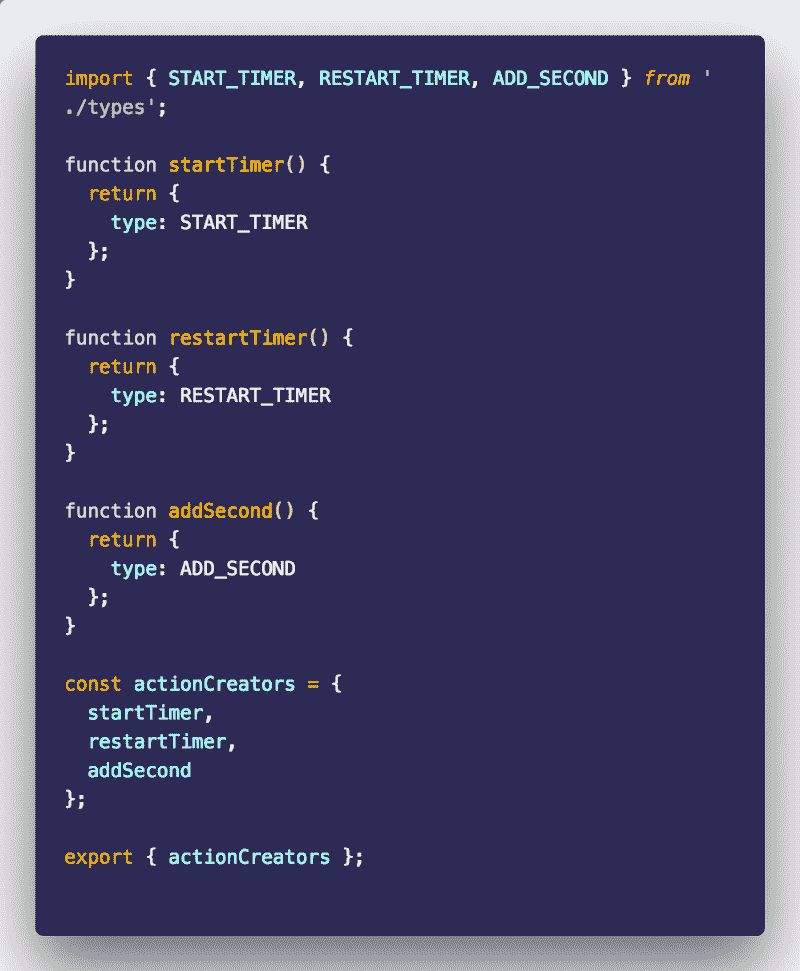 import { START_TIMER, RESTART_TIMER, ADD_SECOND } from '
./types';

function startTimer() {
  return {
    type: START_TIMER
  };
}

function restartTimer() {
  return {
    type: RESTART_TIMER
  };
}

function addSecond() {
  return {
    type: ADD_SECOND
  };
}

const actionCreators = {
  startTimer,
  restartTimer,
  addSecond
};

export { actionCreators };